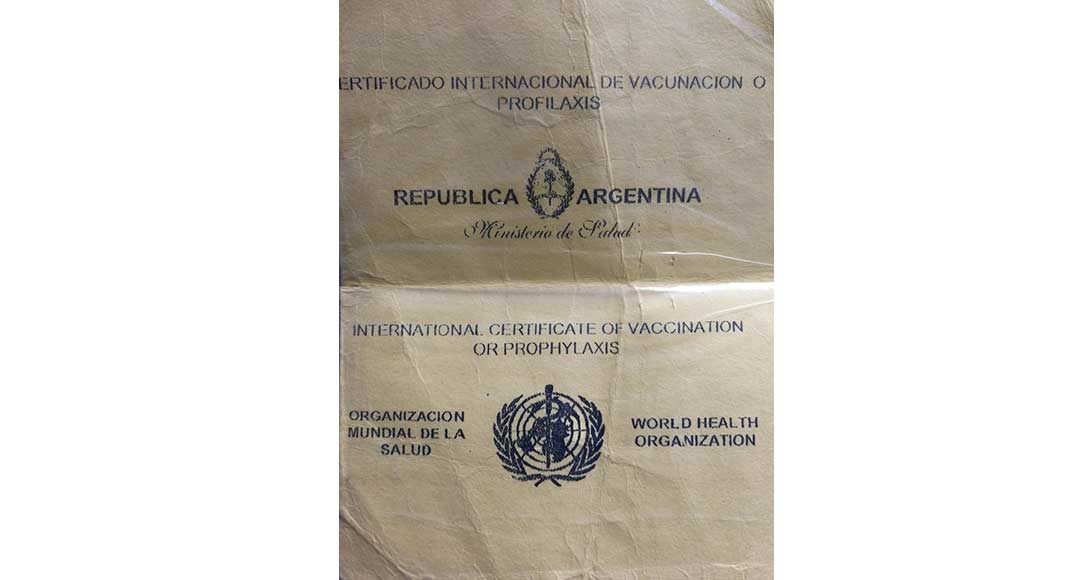 ERTIFICADO INTERNACIONAL DE VACUNACION O
PROFILAXIS
REPUBLICA ARGENTINA
Ministerio de Salud
INTERNATIONAL CERTIFICATE OF VACCINATION
OR PROPHYLAXIS
ORGANIZACION
MUNDIAL DE LA
SALUD
WORLD HEALTH
ORGANIZATION